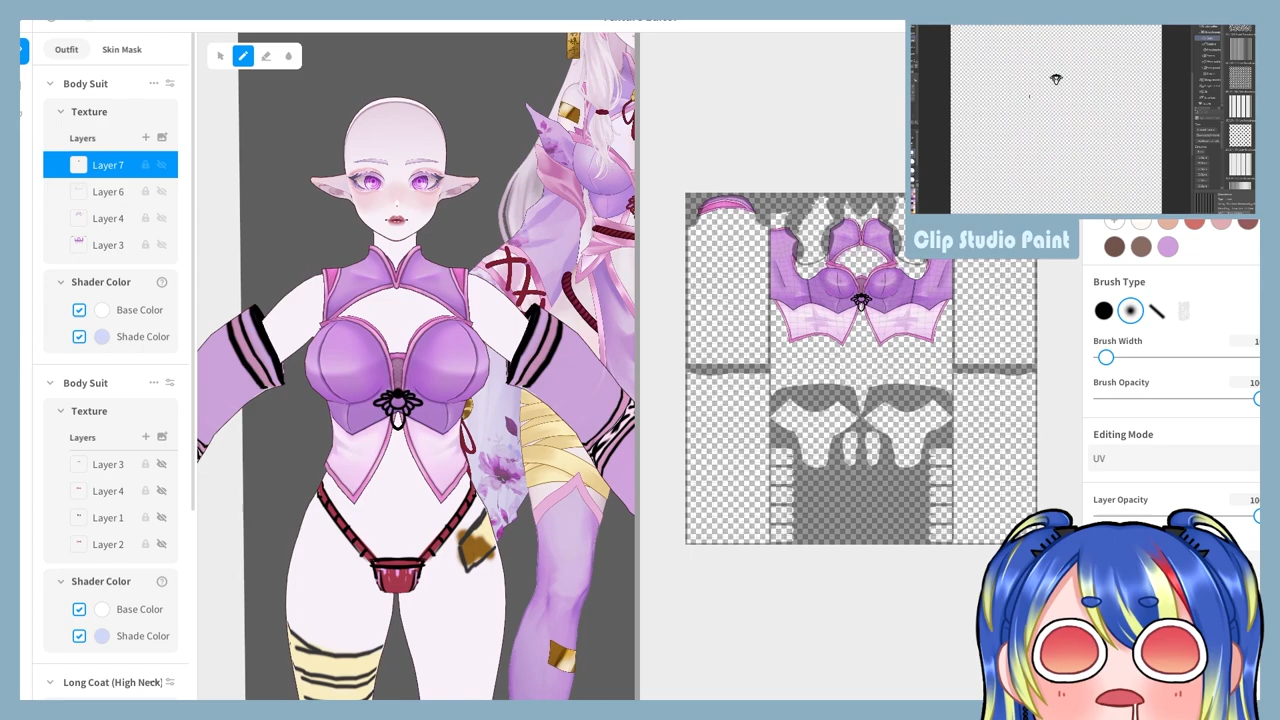 Outfit
Skin Mask
Body Suit
Texture
Layers
Layer 7
Layer 6
Layer 4
Layer 3
Shader Color
Base Color
Shade Color
Body Suit
Texture
Layers
Layer 3
Layer 4
Layer 1
Layer 2
Shader Color
Base Color
Shade Color
Long Coat (High Neck)
Clip Studio Paint
Brush Type
Brush Width
Brush Opacity
Editing Mode
UV
Layer Opacity